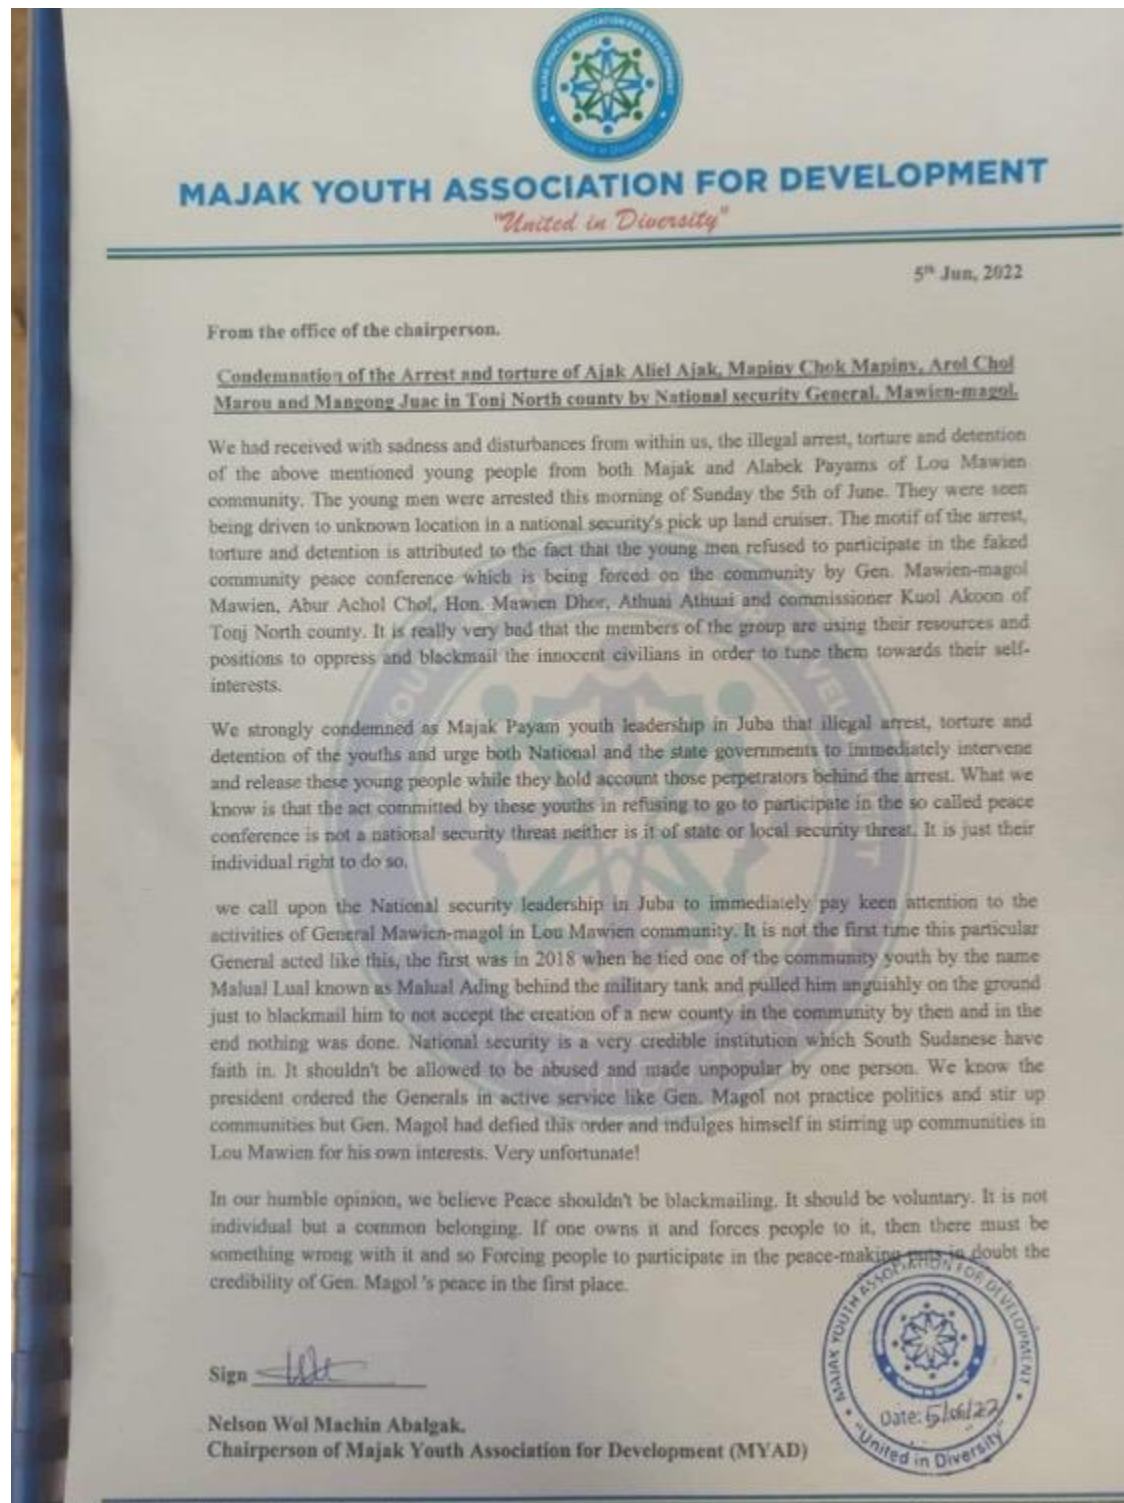 MAJAK YOUTH ASSOCIATION FOR DEVELOPMENT
United in Diversity
MAJAK YOUTH ASSOCIATION FOR DEVELOPMENT
"United in Diversity"
5th Jun, 2022
From the office of the chairperson.
Condemnation of the Arrest and torture of Ajak Aliel Ajak, Mapiny Chok Mapiny, Arol Chol
Marou and Mangong Juac in Tonj North county by National security General, Mawien-magol.
We had received with sadness and disturbances from within us, the illegal arrest, torture and detention
of the above mentioned young people from both Majak and Alabek Payams of Lou Mawien
community. The young men were arrested this morning of Sunday the 5th of June. They were seen
being driven to unknown location in a national security's pick up land cruiser. The motif of the arrest,
torture and detention is attributed to the fact that the young men refused to participate in the faked
community peace conference which is being forced on the community by Gen. Mawien-magol
Mawien, Abur Achol Chol, Hon. Mawien Dhor, Athuai Athuai and commissioner Kuol Akoon of
Tonj North county. It is really very bad that the members of the group are using their resources and
positions to oppress and blackmail the innocent civilians in order to tune them towards their self-
interests.
We strongly condemned as Majak Payam youth leadership in Juba that illegal arrest, torture and
detention of the youths and urge both National and the state governments to immediately intervene
and release these young people while they hold account those perpetrators behind the arrest. What we
know is that the act committed by these youths in refusing to go to participate in the so called peace
conference is not a national security threat neither is it of state or local security threat. It is just their
individual right to do so.
we call upon the National security leadership in Juba to immediately pay keen attention to the
activities of General Mawien-magol in Lou Mawien community. It is not the first time this particular
General acted like this, the first was in 2018 when he tied one of the community youth by the name
Malual Lual known as Malual Ading behind the military tank and pulled him anguishly on the ground
just to blackmail him to not accept the creation of a new county in the community by then and in the
end nothing was done. National security is a very credible institution which South Sudanese have
faith in. It shouldn't be allowed to be abused and made unpopular by one person. We know the
president ordered the Generals in active service like Gen. Magol not practice politics and stir up
communities but Gen. Magol had defied this order and indulges himself in stirring up communities in
Lou Mawien for his own interests. Very unfortunate!
In our humble opinion, we believe Peace shouldn't be blackmailing. It should be voluntary. It is not
individual but a common belonging. If one owns it and forces people to it, then there must be
something wrong with it and so Forcing people to participate in the peace-making puts in doubt the
credibility of Gen. Magol 's peace in the first place.
Sign
Nelson Wol Machin Abalgak.
Chairperson of Majak Youth Association for Development (MYAD)
MAJAK YOUTH ASSOCIATION FOR DEVELOPMENT
Date: 5/06/22
"United in Diversity"